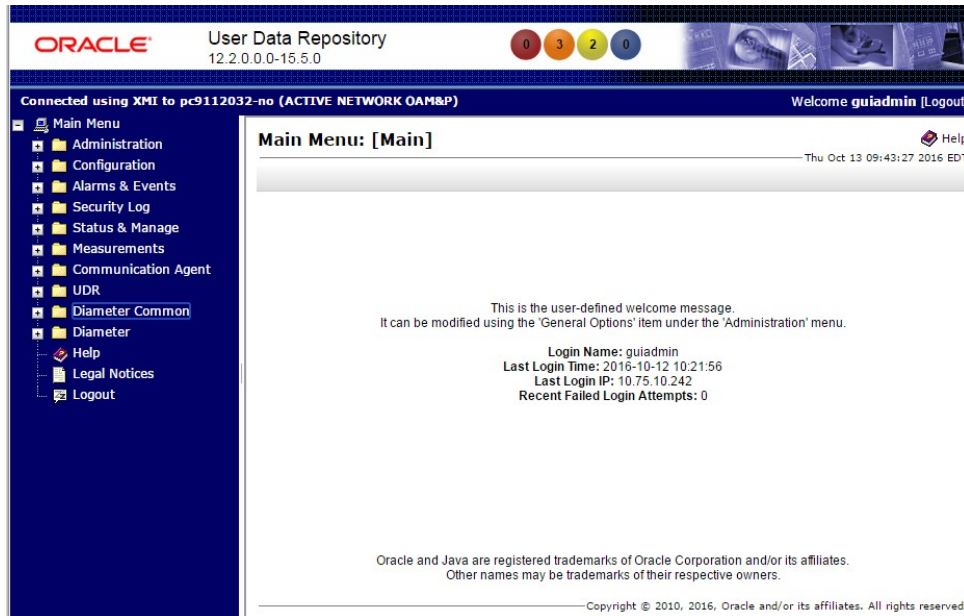 ORACLE
User Data Repository
12.2.0.0.0-15.5.0
0 3 2 0
Connected using XMI to pc9112032-no (ACTIVE NETWORK OAM&P)
Welcome guiadmin [Logout
Main Menu
Administration
Configuration
Alarms & Events
Security Log
Status & Manage
Measurements
Communication Agent
UDR
Diameter Common
Diameter
Help
Legal Notices
Logout
Main Menu: [Main]
Help
Thu Oct 13 09:43:27 2016 EDT
This is the user-defined welcome message.
It can be modified using the 'General Options' item under the 'Administration' menu.
Login Name: guiadmin
Last Login Time: 2016-10-12 10:21:56
Last Login IP: 10.75.10.242
Recent Failed Login Attempts: 0
Oracle and Java are registered trademarks of Oracle Corporation and/or its affiliates.
Other names may be trademarks of their respective owners.
Copyright © 2010, 2016, Oracle and/or its affiliates. All rights reserved